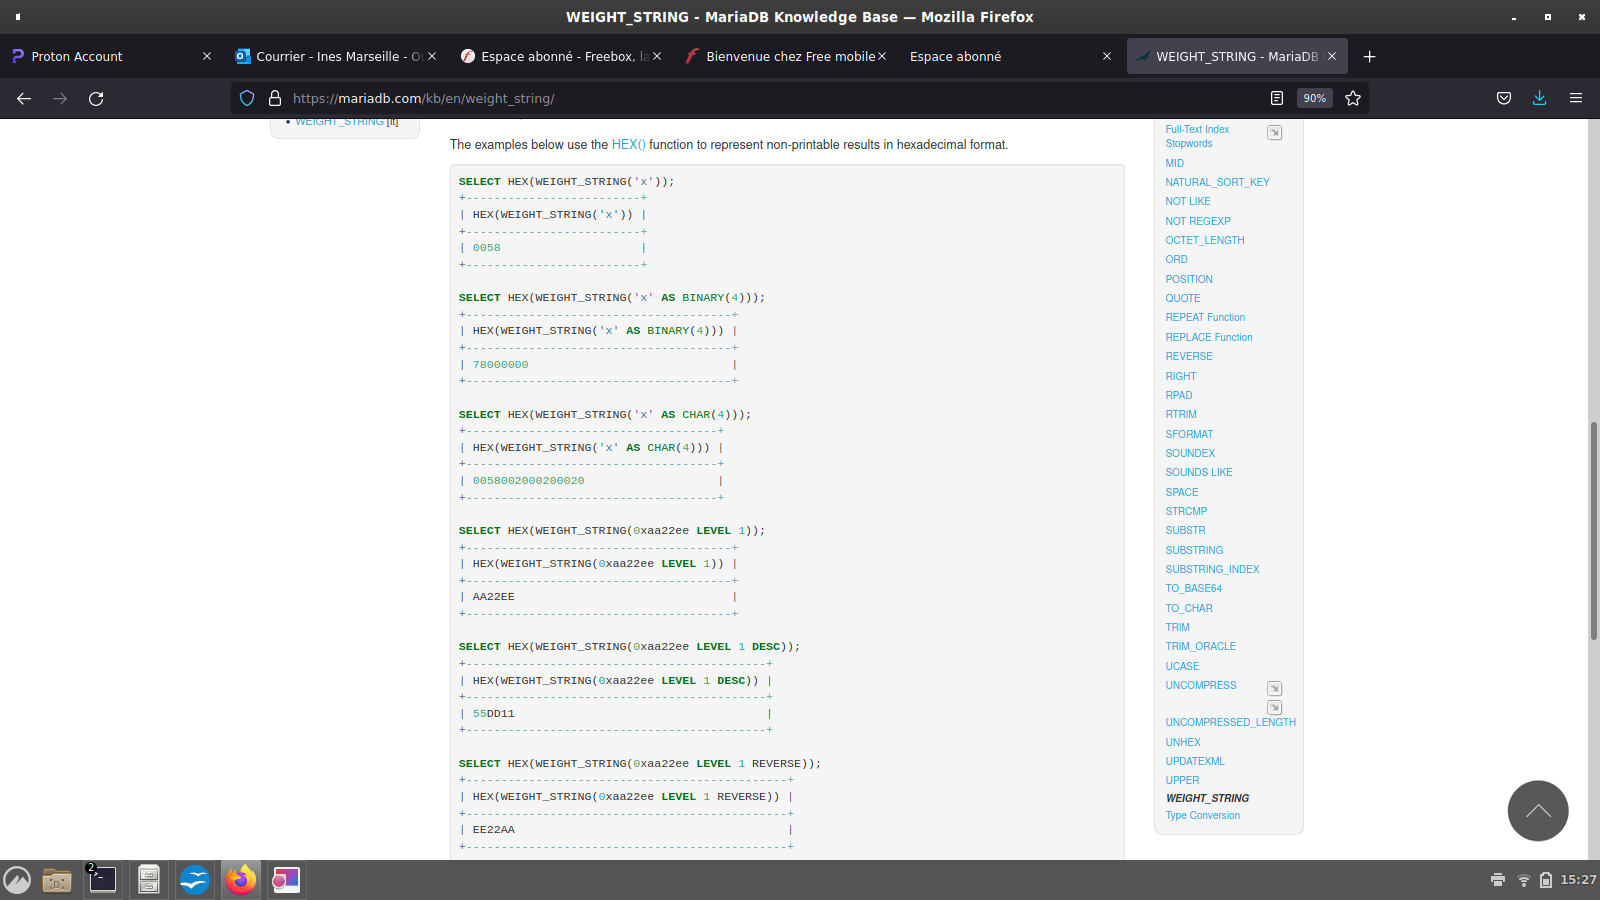 WEIGHT_STRING - MariaDB Knowledge Base — Mozilla Firefox
Proton Account
Courrier - Ines Marseille - O
Espace abonné - Freebox, la
Bienvenue chez Free mobile
Espace abonné
WEIGHT_STRING - MariaDB
https://mariadb.com/kb/en/weight_string/
90%
WEIGHT_STRING [it]
The examples below use the HEX() function to represent non-printable results in hexadecimal format.
SELECT HEX(WEIGHT_STRING('x'));
+-------------------------+
| HEX(WEIGHT_STRING('x')) |
+-------------------------+
| 0058                    |
+-------------------------+
SELECT HEX(WEIGHT_STRING('x' AS BINARY(4)));
+--------------------------------------+
| HEX(WEIGHT_STRING('x' AS BINARY(4))) |
+--------------------------------------+
| 78000000                             |
+--------------------------------------+
SELECT HEX(WEIGHT_STRING('x' AS CHAR(4)));
+------------------------------------+
| HEX(WEIGHT_STRING('x' AS CHAR(4))) |
+------------------------------------+
| 0058002000200020                   |
+------------------------------------+
SELECT HEX(WEIGHT_STRING(0xaa22ee LEVEL 1));
+--------------------------------------+
| HEX(WEIGHT_STRING(0xaa22ee LEVEL 1)) |
+--------------------------------------+
| AA22EE                               |
+--------------------------------------+
SELECT HEX(WEIGHT_STRING(0xaa22ee LEVEL 1 DESC));
+-------------------------------------------+
| HEX(WEIGHT_STRING(0xaa22ee LEVEL 1 DESC)) |
+-------------------------------------------+
| 55DD11                                    |
+-------------------------------------------+
SELECT HEX(WEIGHT_STRING(0xaa22ee LEVEL 1 REVERSE));
+----------------------------------------------+
| HEX(WEIGHT_STRING(0xaa22ee LEVEL 1 REVERSE)) |
+----------------------------------------------+
| EE22AA                                       |
+----------------------------------------------+
Full-Text Index
Stopwords
MID
NATURAL_SORT_KEY
NOT LIKE
NOT REGEXP
OCTET_LENGTH
ORD
POSITION
QUOTE
REPEAT Function
REPLACE Function
REVERSE
RIGHT
RPAD
RTRIM
SFORMAT
SOUNDEX
SOUNDS LIKE
SPACE
STRCMP
SUBSTR
SUBSTRING
SUBSTRING_INDEX
TO_BASE64
TO_CHAR
TRIM
TRIM_ORACLE
UCASE
UNCOMPRESS
UNCOMPRESSED_LENGTH
UNHEX
UPDATEXML
UPPER
WEIGHT_STRING
Type Conversion
2
15:27